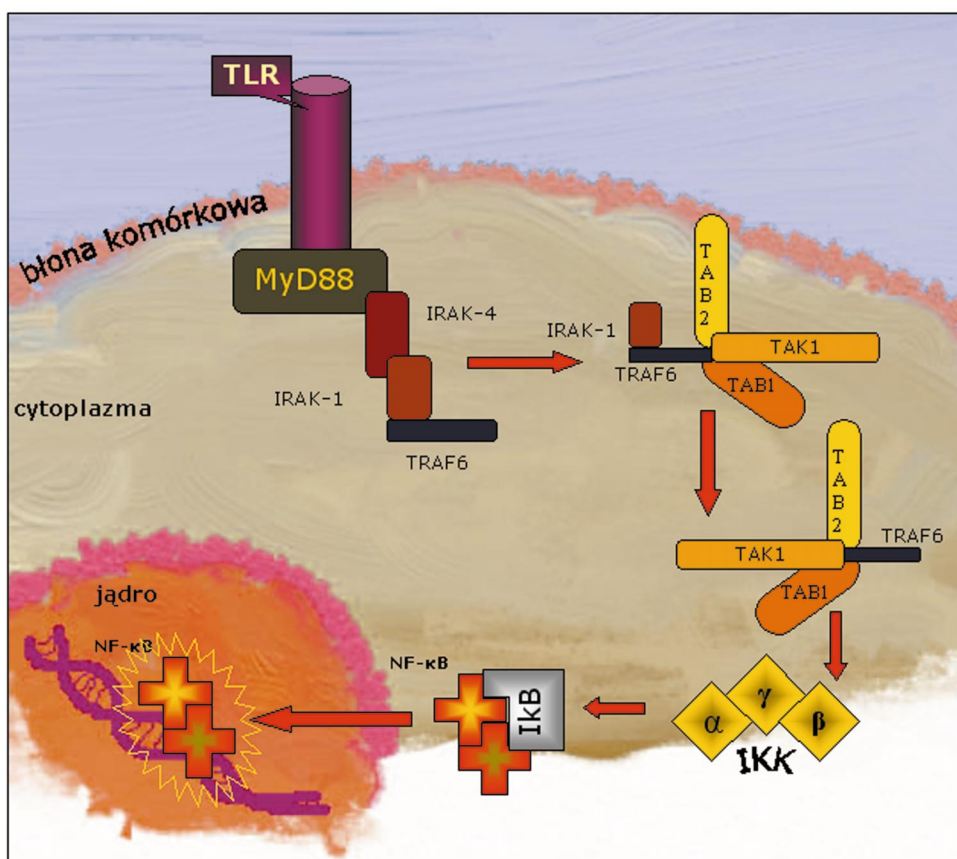 TLR
błona komórkowa
MyD88
IRAK-4
IRAK-1
TRAF6
cytoplazma
IRAK-1
TRAF6
TAB2
TAK1
TAB1
TAB2
TRAF6
TAK1
TAB1
jądro
NF-κB
NF-κB
IkB
α
γ
β
IKK